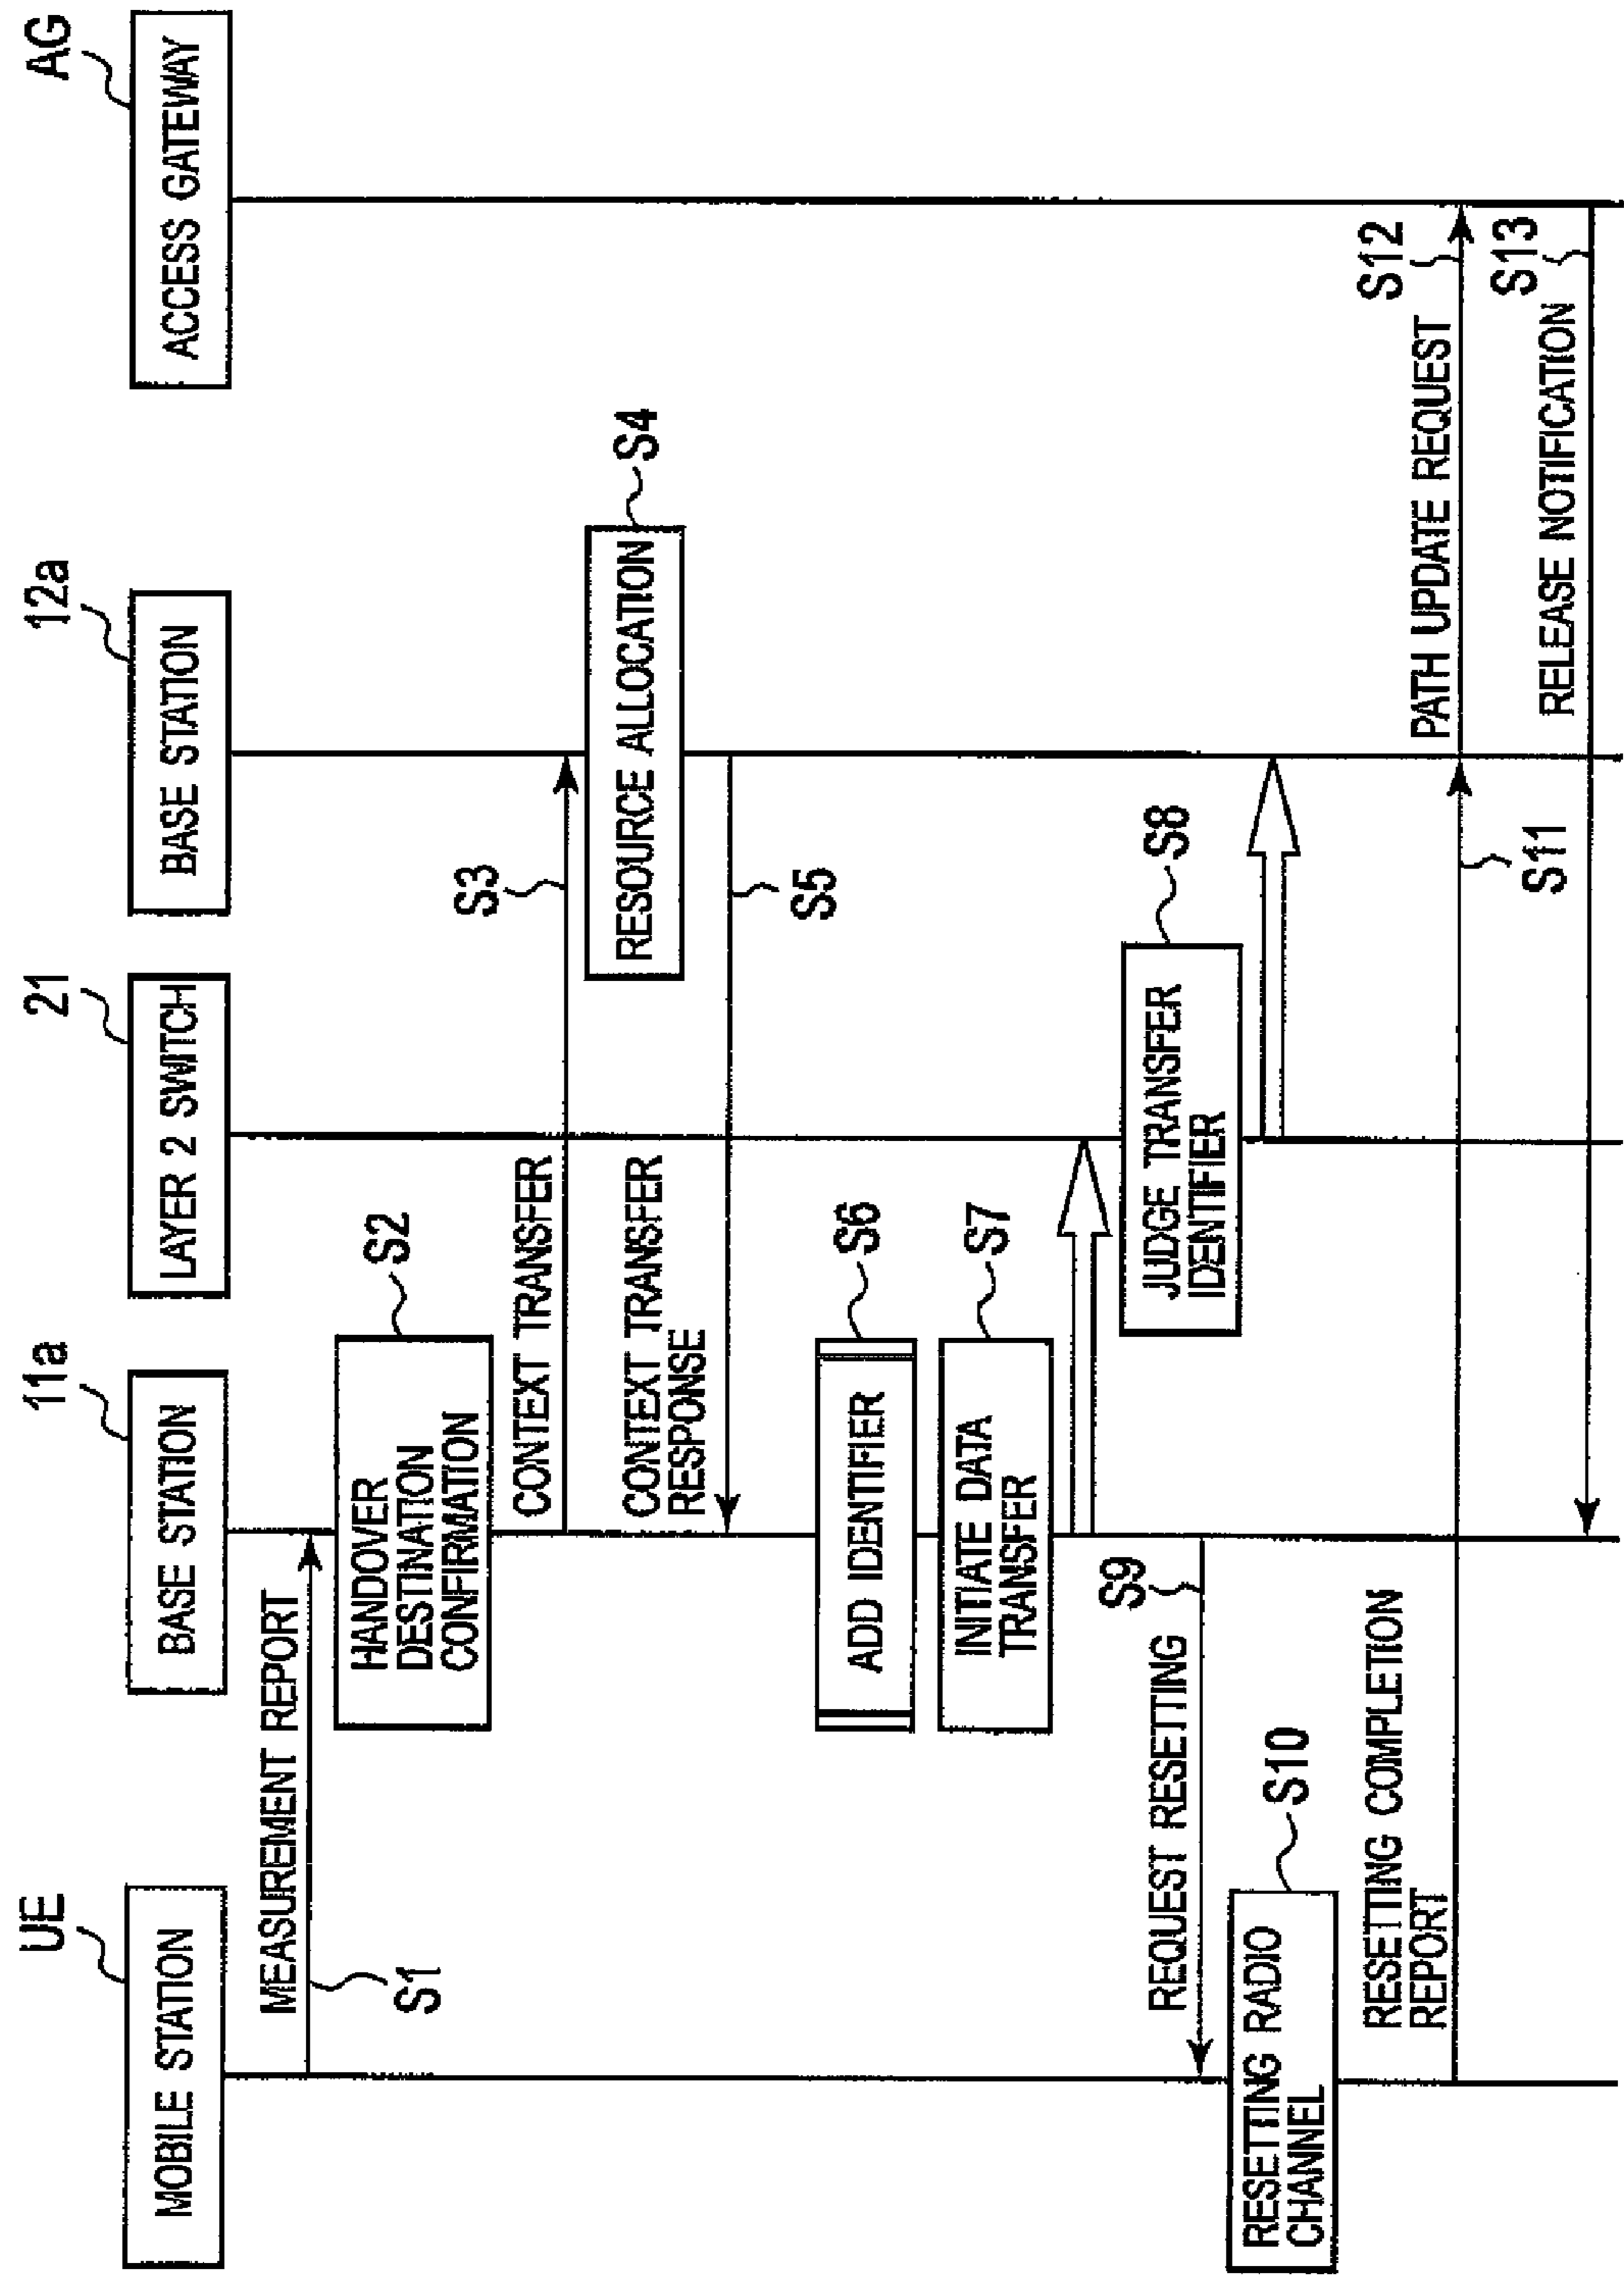 UE
11a
21
12a
AG
MOBILE STATION
BASE STATION
LAYER 2 SWITCH
BASE STATION
ACCESS GATEWAY
MEASUREMENT REPORT
S1
HANDOVER
DESTINATION
CONFIRMATION
S2
CONTEXT TRANSFER
S3
RESOURCE ALLOCATION
S4
CONTEXT TRANSFER
RESPONSE
S5
ADD IDENTIFIER
S6
INITIATE DATA
TRANSFER
S7
JUDGE TRANSFER
IDENTIFIER
S8
REQUEST RESETTING
S9
RESETTING RADIO
CHANNEL
S10
RESETTING COMPLETION
REPORT
S11
PATH UPDATE REQUEST
S12
RELEASE NOTIFICATION
S13